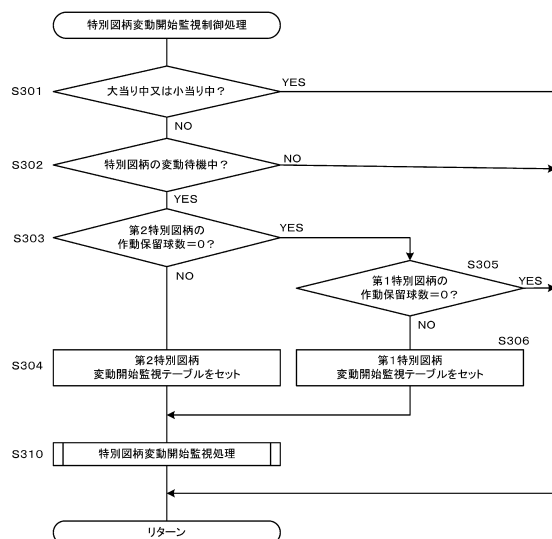 特別図柄変動開始監視制御処理
S301
大当り中又は小当り中?
YES
NO
S302
特別図柄の変動待機中?
NO
YES
S303
第2特別図柄の
作動保留球数=0?
YES
NO
S305
第1特別図柄の
作動保留球数=0?
YES
NO
S304
第2特別図柄
変動開始監視テーブルをセット
S306
第1特別図柄
変動開始監視テーブルをセット
S310
特別図柄変動開始監視処理
リターン